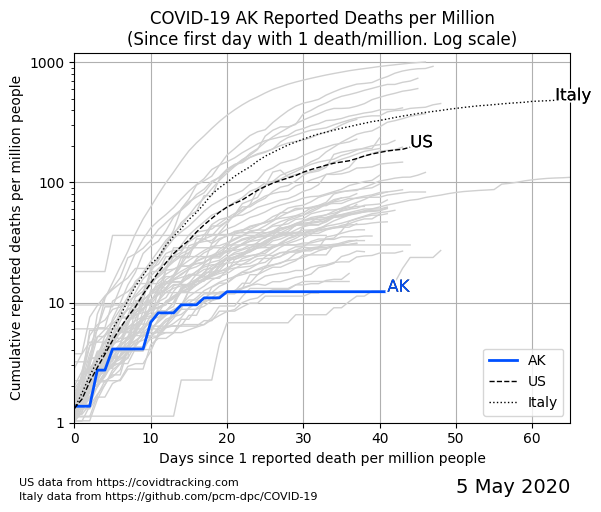 COVID-19 AK Reported Deaths per Million
(Since first day with 1 death/million. Log scale)
Cumulative reported deaths per million people
1000
100
10
1
Italy
US
AK
AK
US
Italy
0 10 20 30 40 50 60
Days since 1 reported death per million people
US data from https://covidtracking.com
Italy data from https://github.com/pcm-dpc/COVID-19
5 May 2020